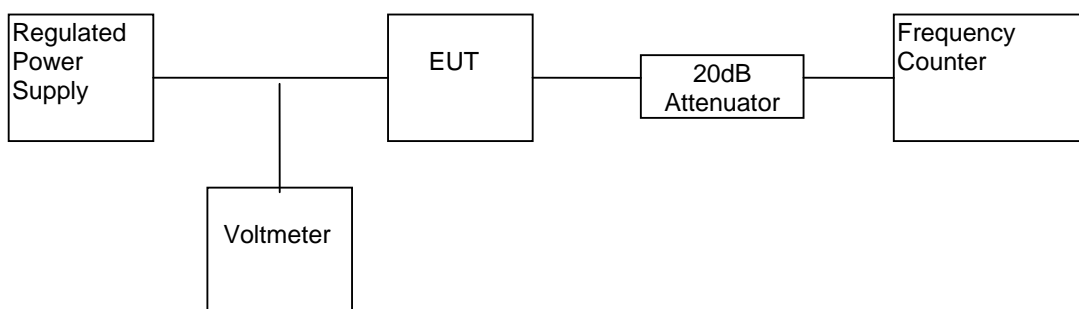 Regulated
Power
Supply
EUT
20dB
Attenuator
Frequency
Counter
Voltmeter